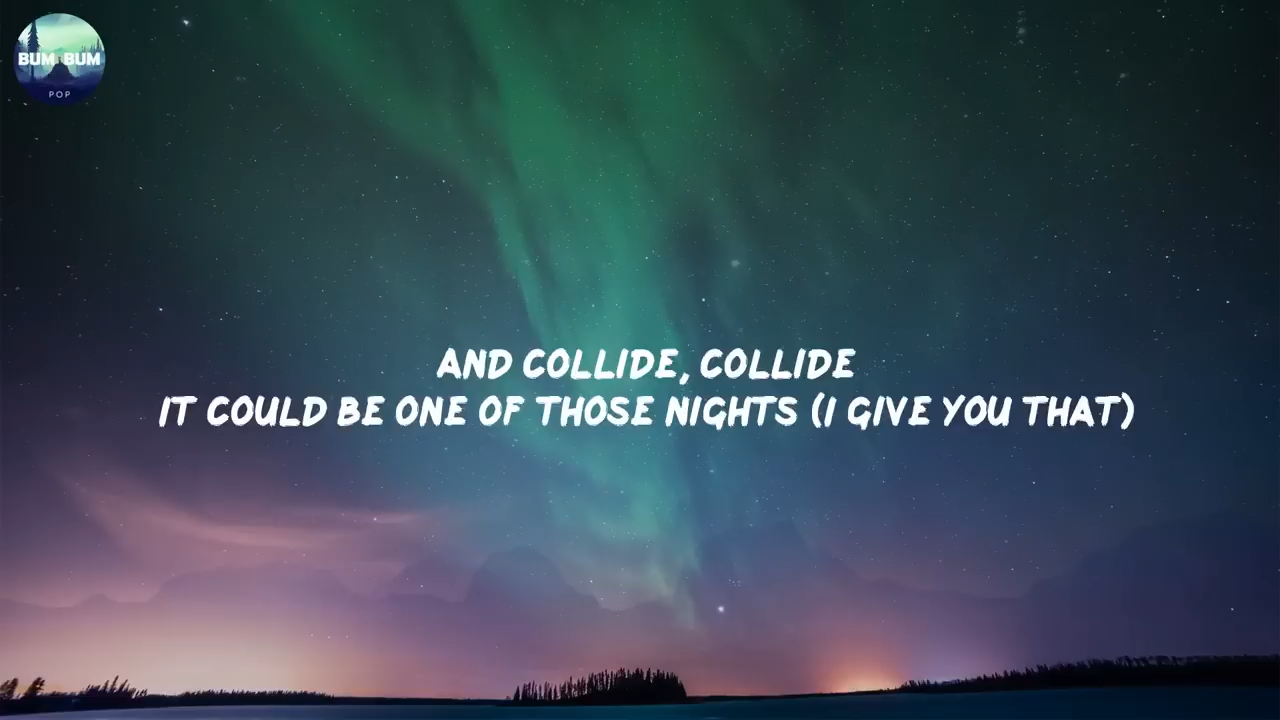 BUM BUM
POP
AND COLLIDE, COLLIDE
IT COULD BE ONE OF THOSE NIGHTS (I GIVE YOU THAT)